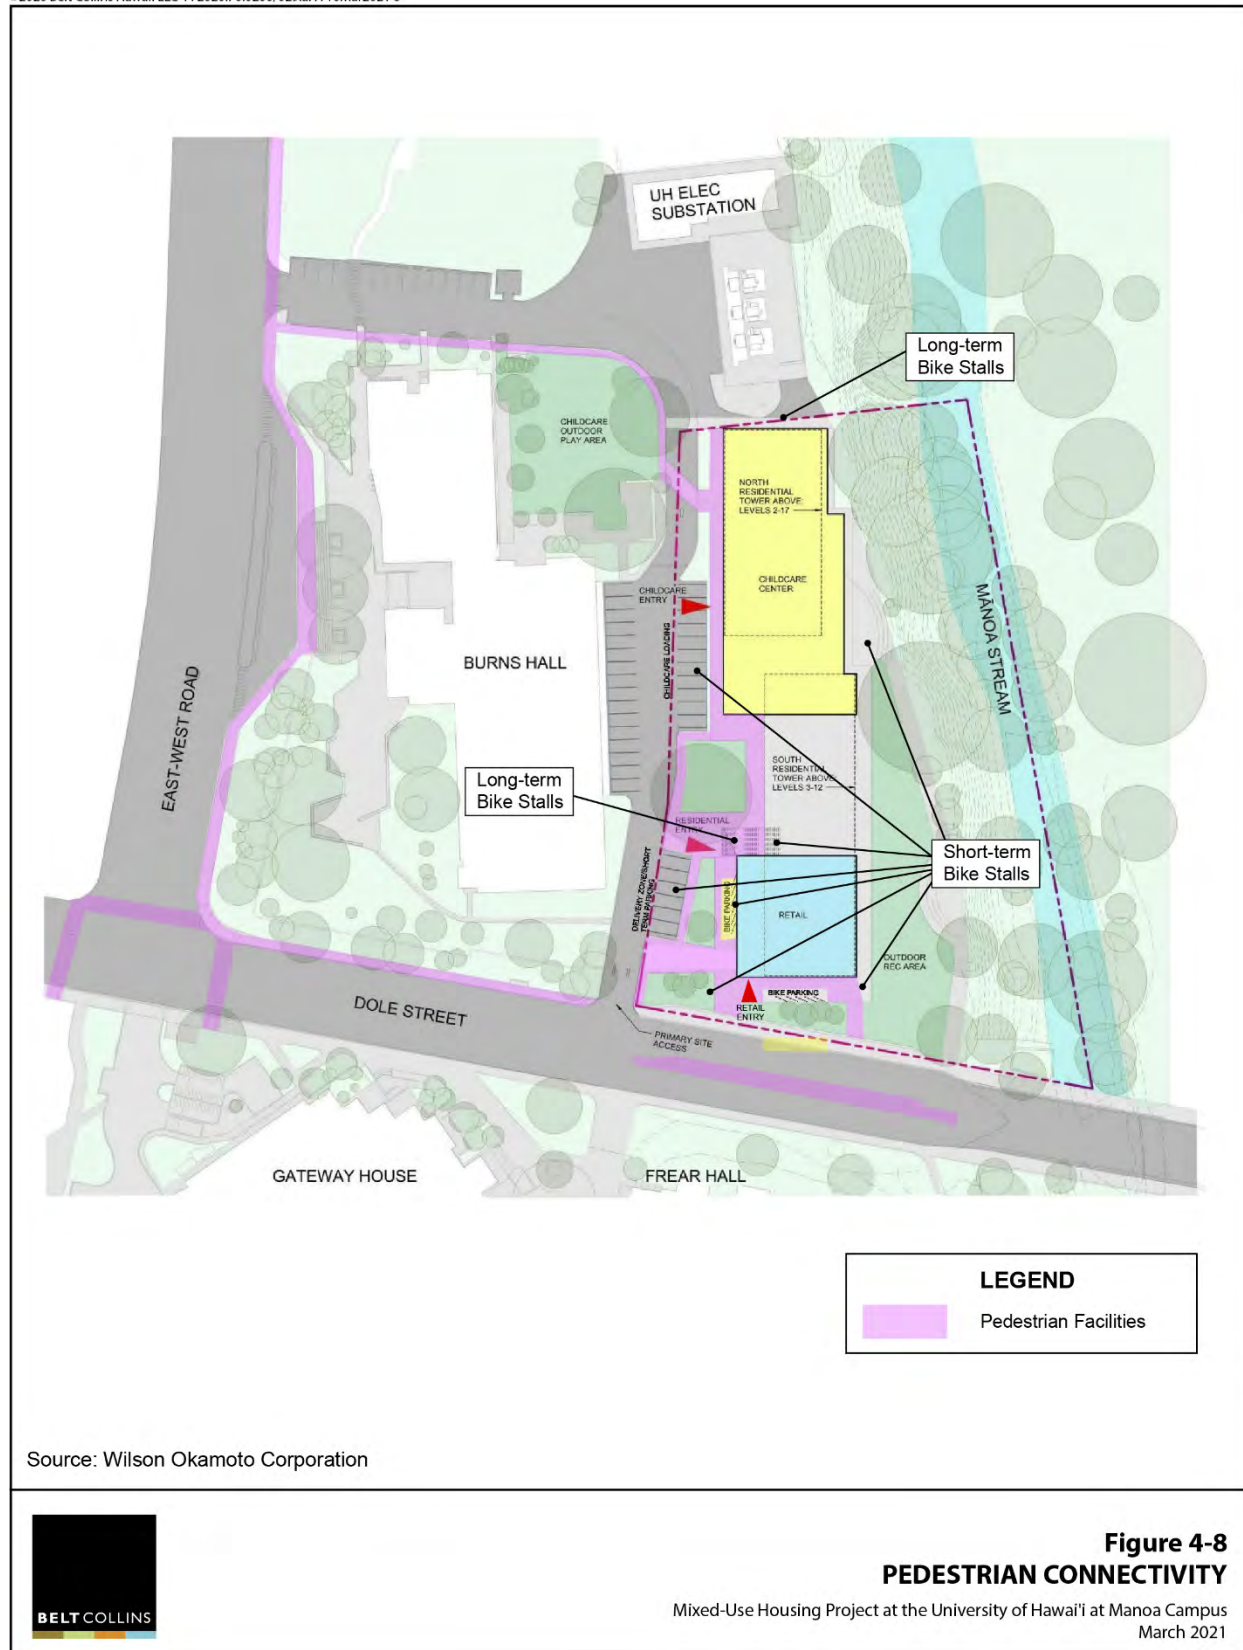 UH ELEC
SUBSTATION
Long-term
Bike Stalls
CHILDCARE
OUTDOOR
PLAY AREA
NORTH
RESIDENTIAL
TOWER ABOVE:
LEVELS 2-17
CHILDCARE
CENTER
CHILDCARE
ENTRY
CHILDCARE LOADING
BURNS HALL
MĀNOA STREAM
EAST-WEST ROAD
SOUTH
RESIDENTIAL
TOWER ABOVE:
LEVELS 3-12
Long-term
Bike Stalls
RESIDENTIAL
ENTRY
Short-term
Bike Stalls
DELIVERY ZONE/SHORT
TERM PARKING
BIKE PARKING
RETAIL
OUTDOOR
REC AREA
BIKE PARKING
RETAIL
ENTRY
DOLE STREET
PRIMARY SITE
ACCESS
GATEWAY HOUSE
FREAR HALL
LEGEND
Pedestrian Facilities
Source: Wilson Okamoto Corporation
BELT COLLINS
Figure 4-8
PEDESTRIAN CONNECTIVITY
Mixed-Use Housing Project at the University of Hawai'i at Manoa Campus
March 2021